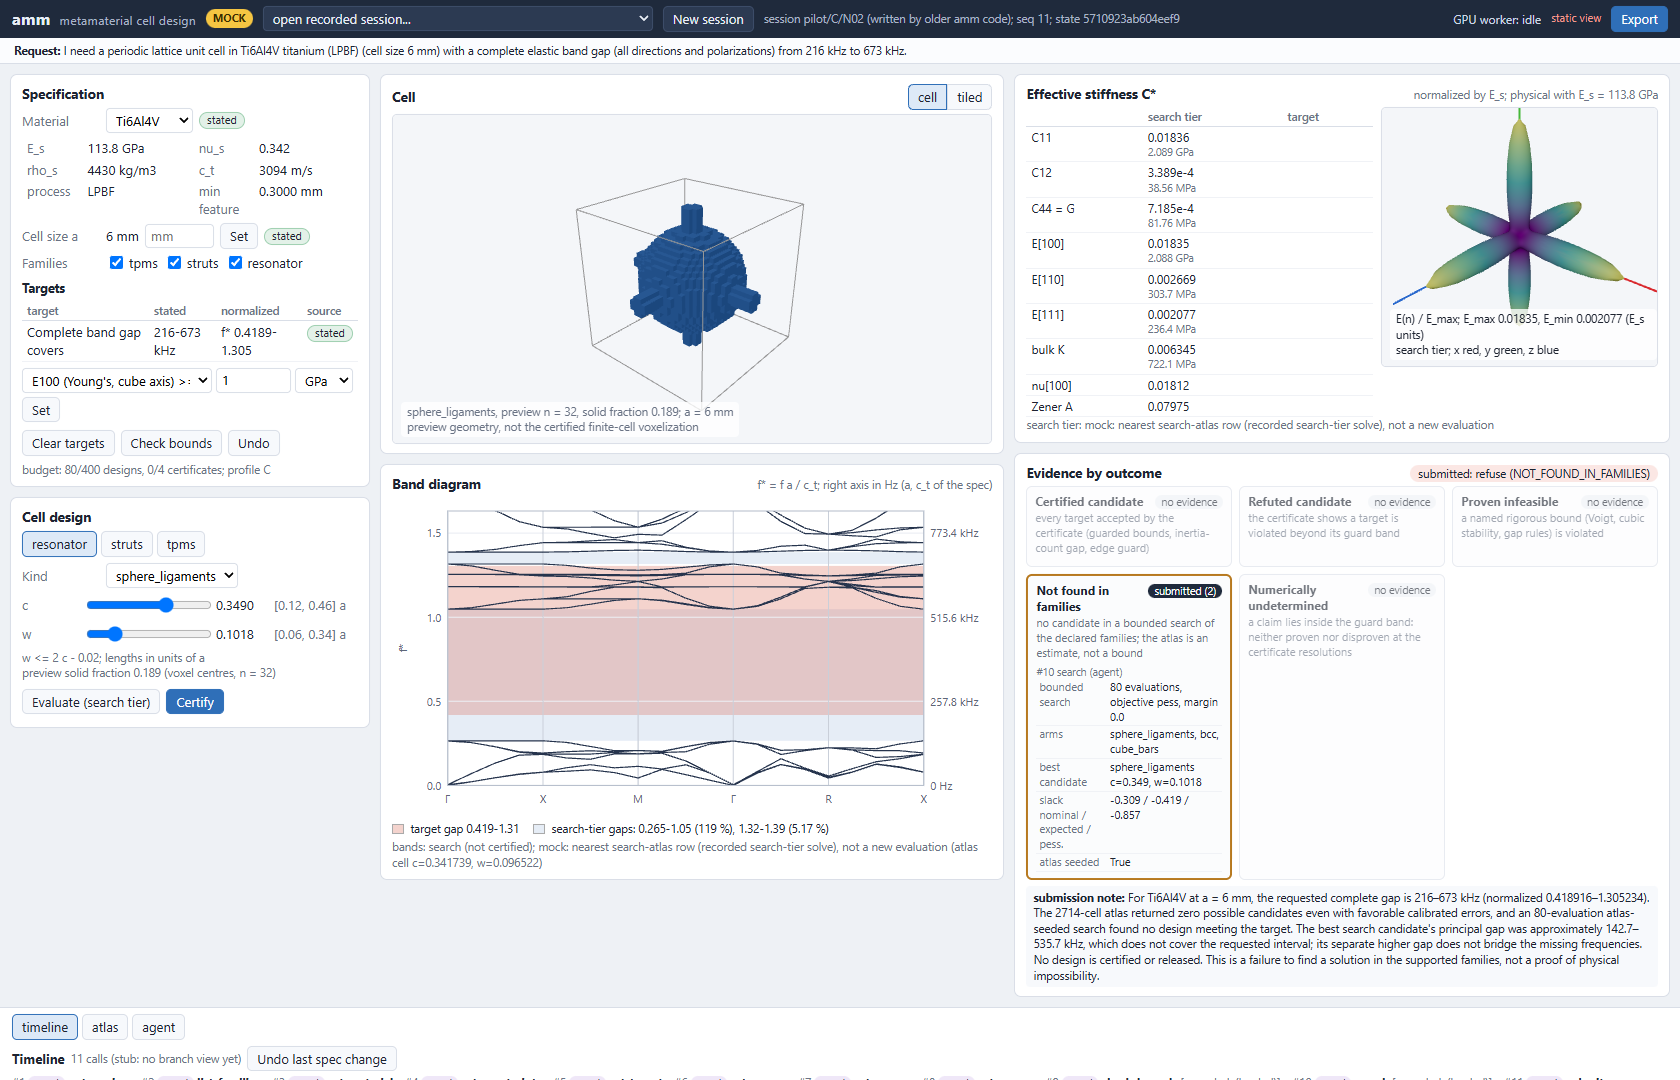 amm metamaterial cell design MOCK open recorded session... New session session pilot/C/N02 (written by older amm code); seq 11; state 5710923ab604eef9 GPU worker: idle static view Export
Request: I need a periodic lattice unit cell in Ti6Al4V titanium (LPBF) (cell size 6 mm) with a complete elastic band gap (all directions and polarizations) from 216 kHz to 673 kHz.
Specification
Material Ti6Al4V stated
E_s 113.8 GPa nu_s 0.342
rho_s 4430 kg/m3 c_t 3094 m/s
process LPBF min feature 0.3000 mm
Cell size a 6 mm mm Set stated
Families tpms struts resonator
Targets
target stated normalized source
Complete band gap covers 216-673 kHz f* 0.4189-1.305 stated
E100 (Young's, cube axis) >= 1 GPa
Set
Clear targets Check bounds Undo
budget: 80/400 designs, 0/4 certificates; profile C
Cell design
resonator struts tpms
Kind sphere_ligaments
c 0.3490 [0.12, 0.46] a
w 0.1018 [0.06, 0.34] a
w <= 2 c - 0.02; lengths in units of a
preview solid fraction 0.189 (voxel centres, n = 32)
Evaluate (search tier) Certify
Cell cell tiled
sphere_ligaments, preview n = 32, solid fraction 0.189; a = 6 mm
preview geometry, not the certified finite-cell voxelization
Band diagram f* = f a / c_t; right axis in Hz (a, c_t of the spec)
1.5 773.4 kHz
1.0 515.6 kHz
f*
0.5 257.8 kHz
0.0 0 Hz
Γ X M Γ R X
target gap 0.419-1.31 search-tier gaps: 0.265-1.05 (119 %), 1.32-1.39 (5.17 %)
bands: search (not certified); mock: nearest search-atlas row (recorded search-tier solve), not a new evaluation (atlas
cell c=0.341739, w=0.096522)
Effective stiffness C* normalized by E_s; physical with E_s = 113.8 GPa
search tier target
C11 0.01836
2.089 GPa
C12 3.389e-4
38.56 MPa
C44 = G 7.185e-4
81.76 MPa
E[100] 0.01835
2.088 GPa
E[110] 0.002669
303.7 MPa
E[111] 0.002077
236.4 MPa
bulk K 0.006345
722.1 MPa
nu[100] 0.01812
Zener A 0.07975
E(n) / E_max; E_max 0.01835, E_min 0.002077 (E_s
units)
search tier; x red, y green, z blue
search tier: mock: nearest search-atlas row (recorded search-tier solve), not a new evaluation
Evidence by outcome submitted: refuse (NOT_FOUND_IN_FAMILIES)
Certified candidate no evidence
every target accepted by the
certificate (guarded bounds, inertia-
count gap, edge guard)
Refuted candidate no evidence
the certificate shows a target is
violated beyond its guard band
Proven infeasible no evidence
a named rigorous bound (Voigt, cubic
stability, gap rules) is violated
Not found in families submitted (2)
no candidate in a bounded search of
the declared families; the atlas is an
estimate, not a bound
#10 search (agent)
bounded search 80 evaluations, objective pess, margin 0.0
arms sphere_ligaments, bcc, cube_bars
best candidate sphere_ligaments c=0.349, w=0.1018
slack nominal / expected / pess. -0.309 / -0.419 / -0.857
atlas seeded True
Numerically undetermined no evidence
a claim lies inside the guard band:
neither proven nor disproven at the
certificate resolutions
submission note: For Ti6Al4V at a = 6 mm, the requested complete gap is 216–673 kHz (normalized 0.418916–1.305234).
The 2714-cell atlas returned zero possible candidates even with favorable calibrated errors, and an 80-evaluation atlas-
seeded search found no design meeting the target. The best search candidate's principal gap was approximately 142.7–
535.7 kHz, which does not cover the requested interval; its separate higher gap does not bridge the missing frequencies.
No design is certified or released. This is a failure to find a solution in the supported families, not a proof of physical
impossibility.
timeline atlas agent
Timeline 11 calls (stub: no branch view yet) Undo last spec change